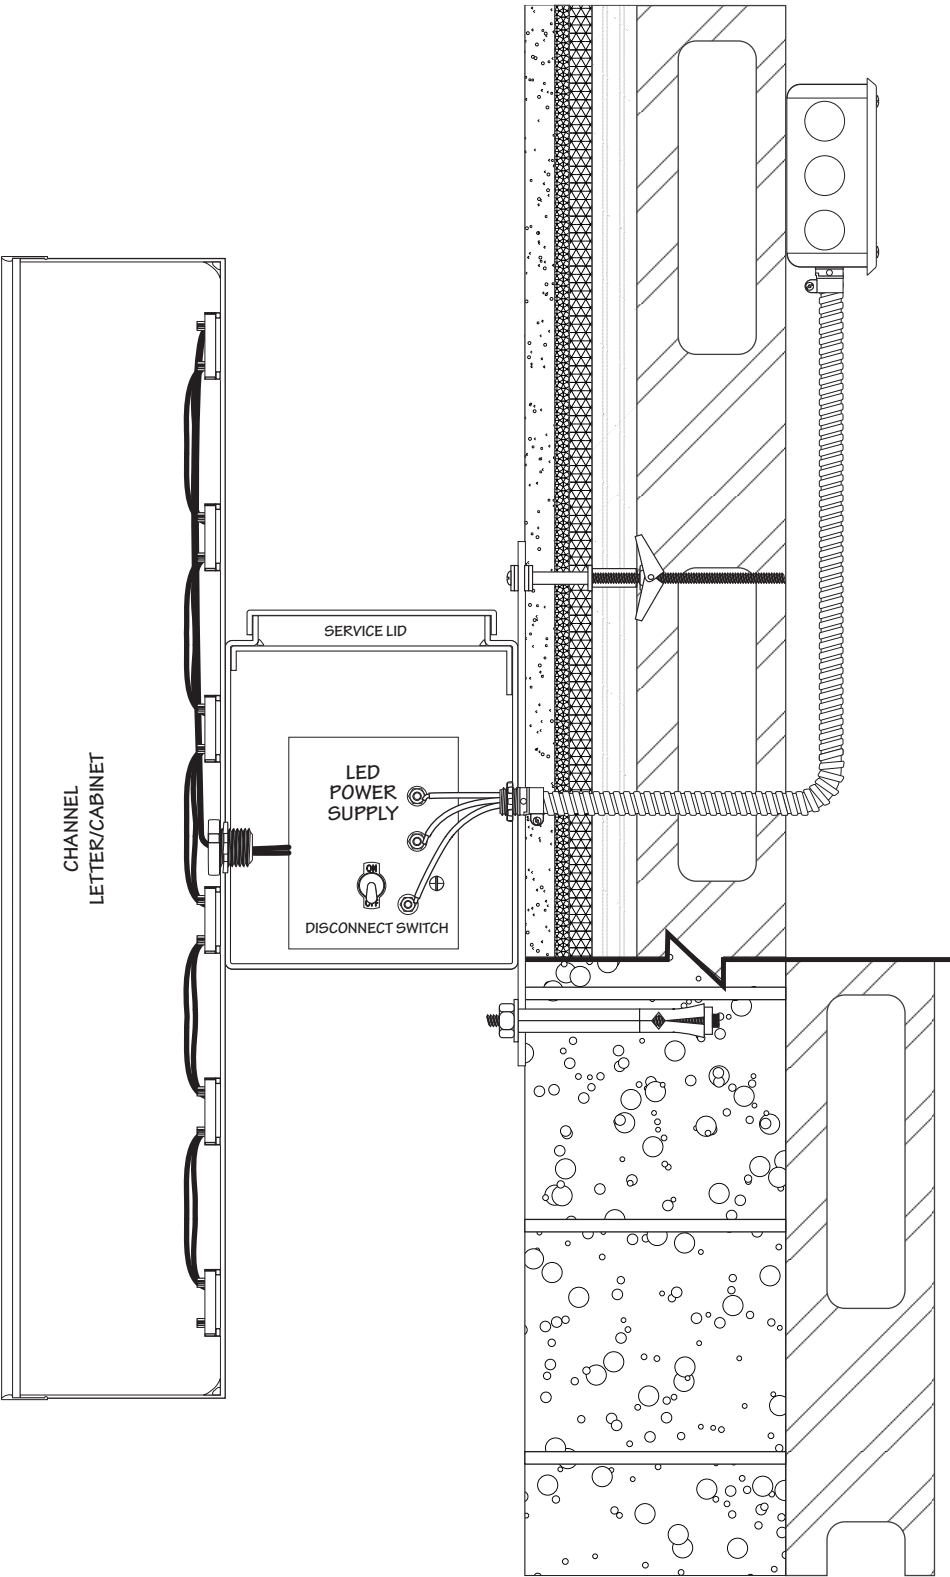 SERVICE LID
LED
POWER
SUPPLY
CHANNEL
LETTER/CABINET
ON
OFF
DISCONNECT SWITCH